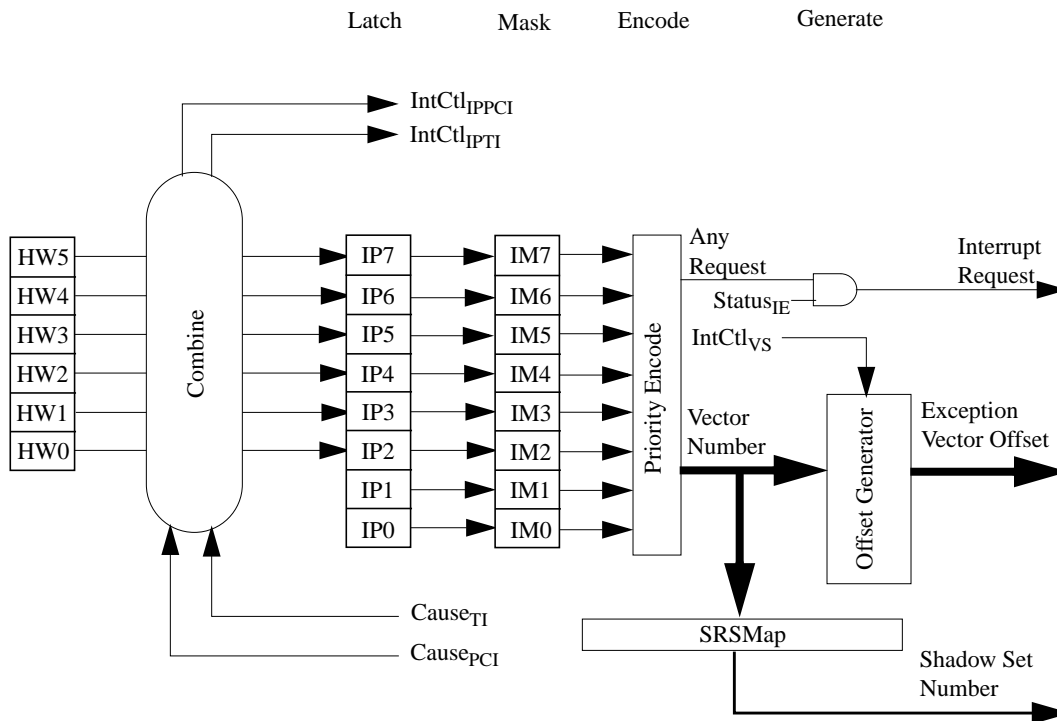 Latch Mask Encode Generate
IntCtlIPPCI
IntCtlIPTI
HW5
HW4
HW3
HW2
HW1
HW0
Combine
IP7
IP6
IP5
IP4
IP3
IP2
IP1
IP0
IM7
IM6
IM5
IM4
IM3
IM2
IM1
IM0
Priority Encode
Any
Request
StatusIE
IntCtlVS
Vector
Number
Offset Generator
Interrupt
Request
Exception
Vector Offset
CauseTI
CausePCI
SRSMap
Shadow Set
Number